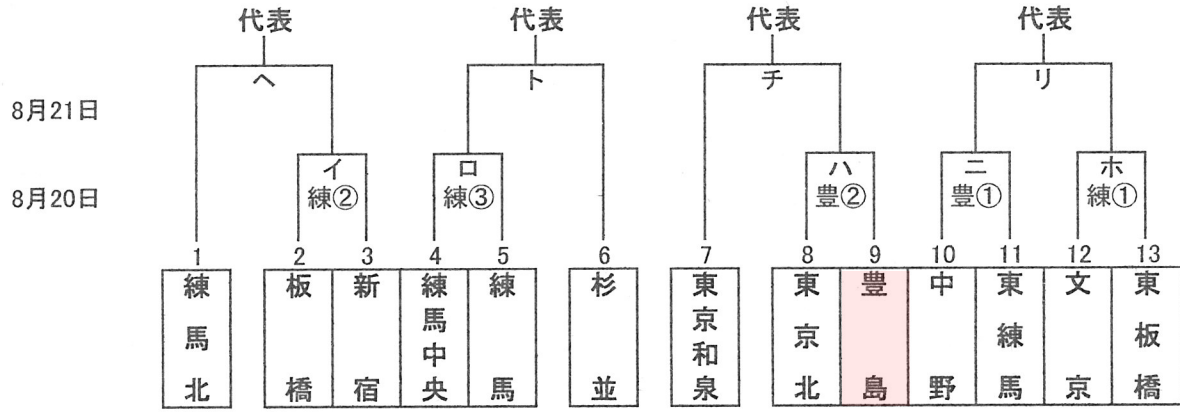 代表 代表 代表 代表
ヘ ト チ リ
8月21日
イ ロ ハ ニ ホ
8月20日 練② 練③ 豊② 豊① 練①
1 2 3 4 5 6 7 8 9 10 11 12 13
練馬北 板橋 新宿 練馬中央 練馬 杉並 東京和泉 東京北 豊島 中野 東練馬 文京 東板橋